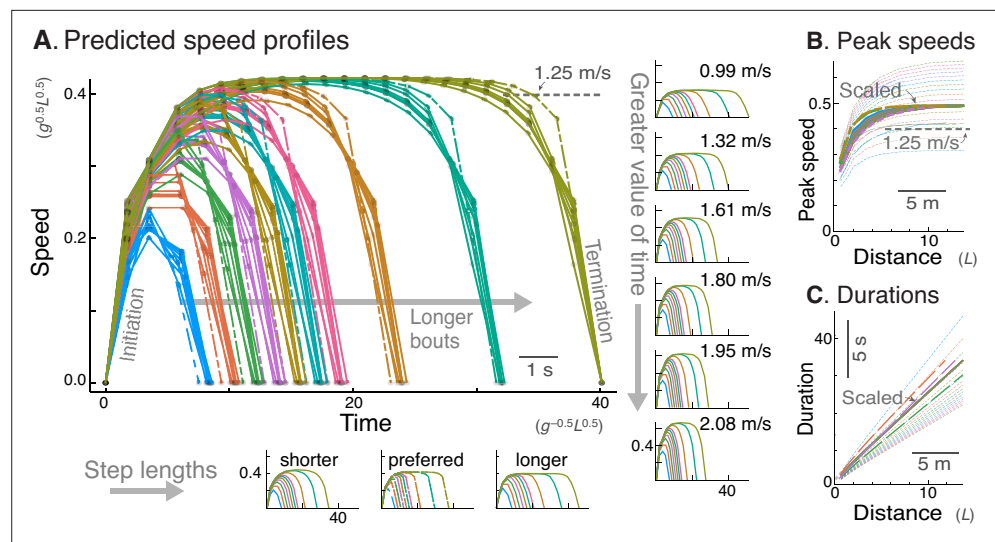 A. Predicted speed profiles
(g^0.5L^0.5)
Speed
0.4
0.2
0.0
Initiation
Longer
bouts
Termination
1.25 m/s
1 s
0
20
40
Time
(g^−0.5L^0.5)
Step lengths
shorter
preferred
longer
0.4
40
Greater value of time
0.99 m/s
1.32 m/s
1.61 m/s
1.80 m/s
1.95 m/s
2.08 m/s
0.4
40
B. Peak speeds
Peak speed
0.5
0
Scaled
1.25 m/s
5 m
0
10
Distance (L)
C. Durations
Duration
40
0
5 s
Scaled
5 m
0
10
Distance (L)